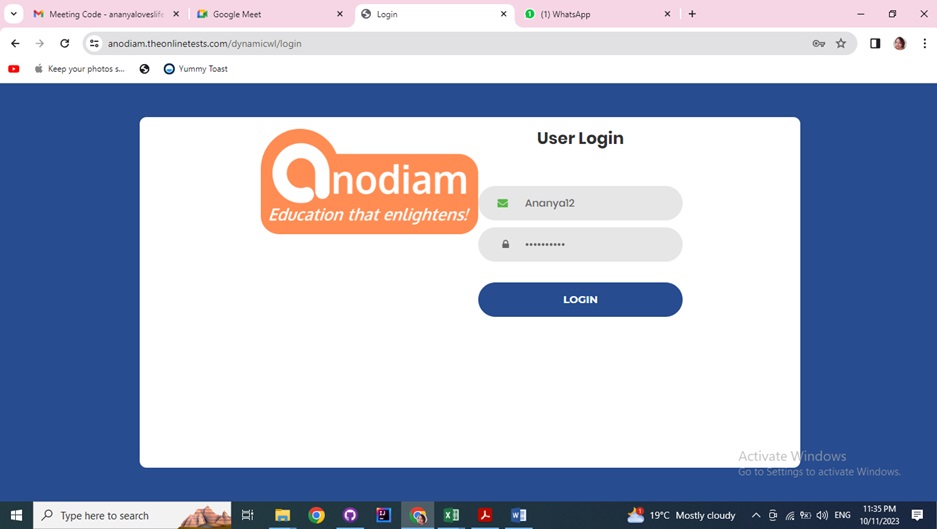 Meeting Code - ananyaloveslife
Google Meet
Login
(1) WhatsApp
anodiam.theonlinetests.com/dynamicwl/login
Keep your photos s...
Yummy Toast
anodiam
Education that enlightens!
User Login
Ananya12
••••••••••
LOGIN
Activate Windows
Go to Settings to activate Windows.
Type here to search
19°C Mostly cloudy
ENG
11:35 PM
10/11/2023